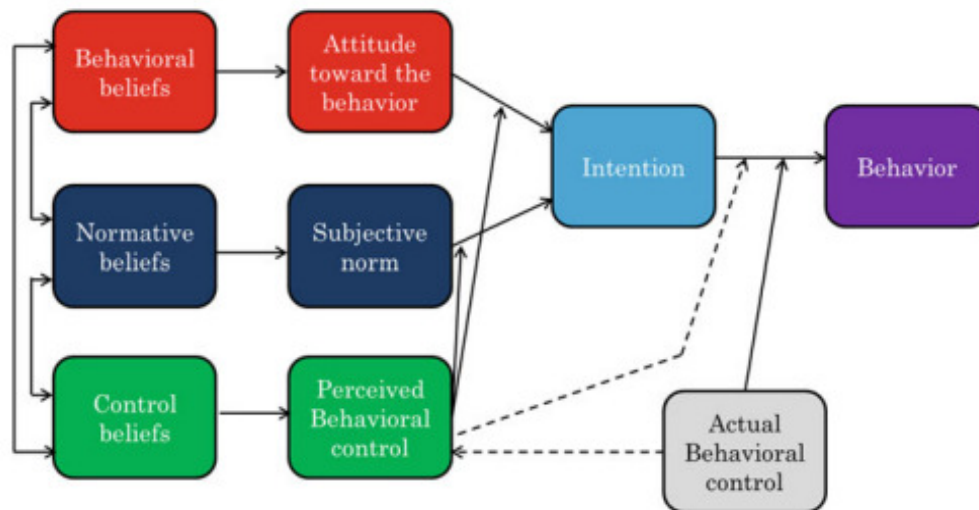 Behavioral
beliefs
Attitude
toward the
behavior
Intention
Behavior
Normative
beliefs
Subjective
norm
Control
beliefs
Perceived
Behavioral
control
Actual
Behavioral
control